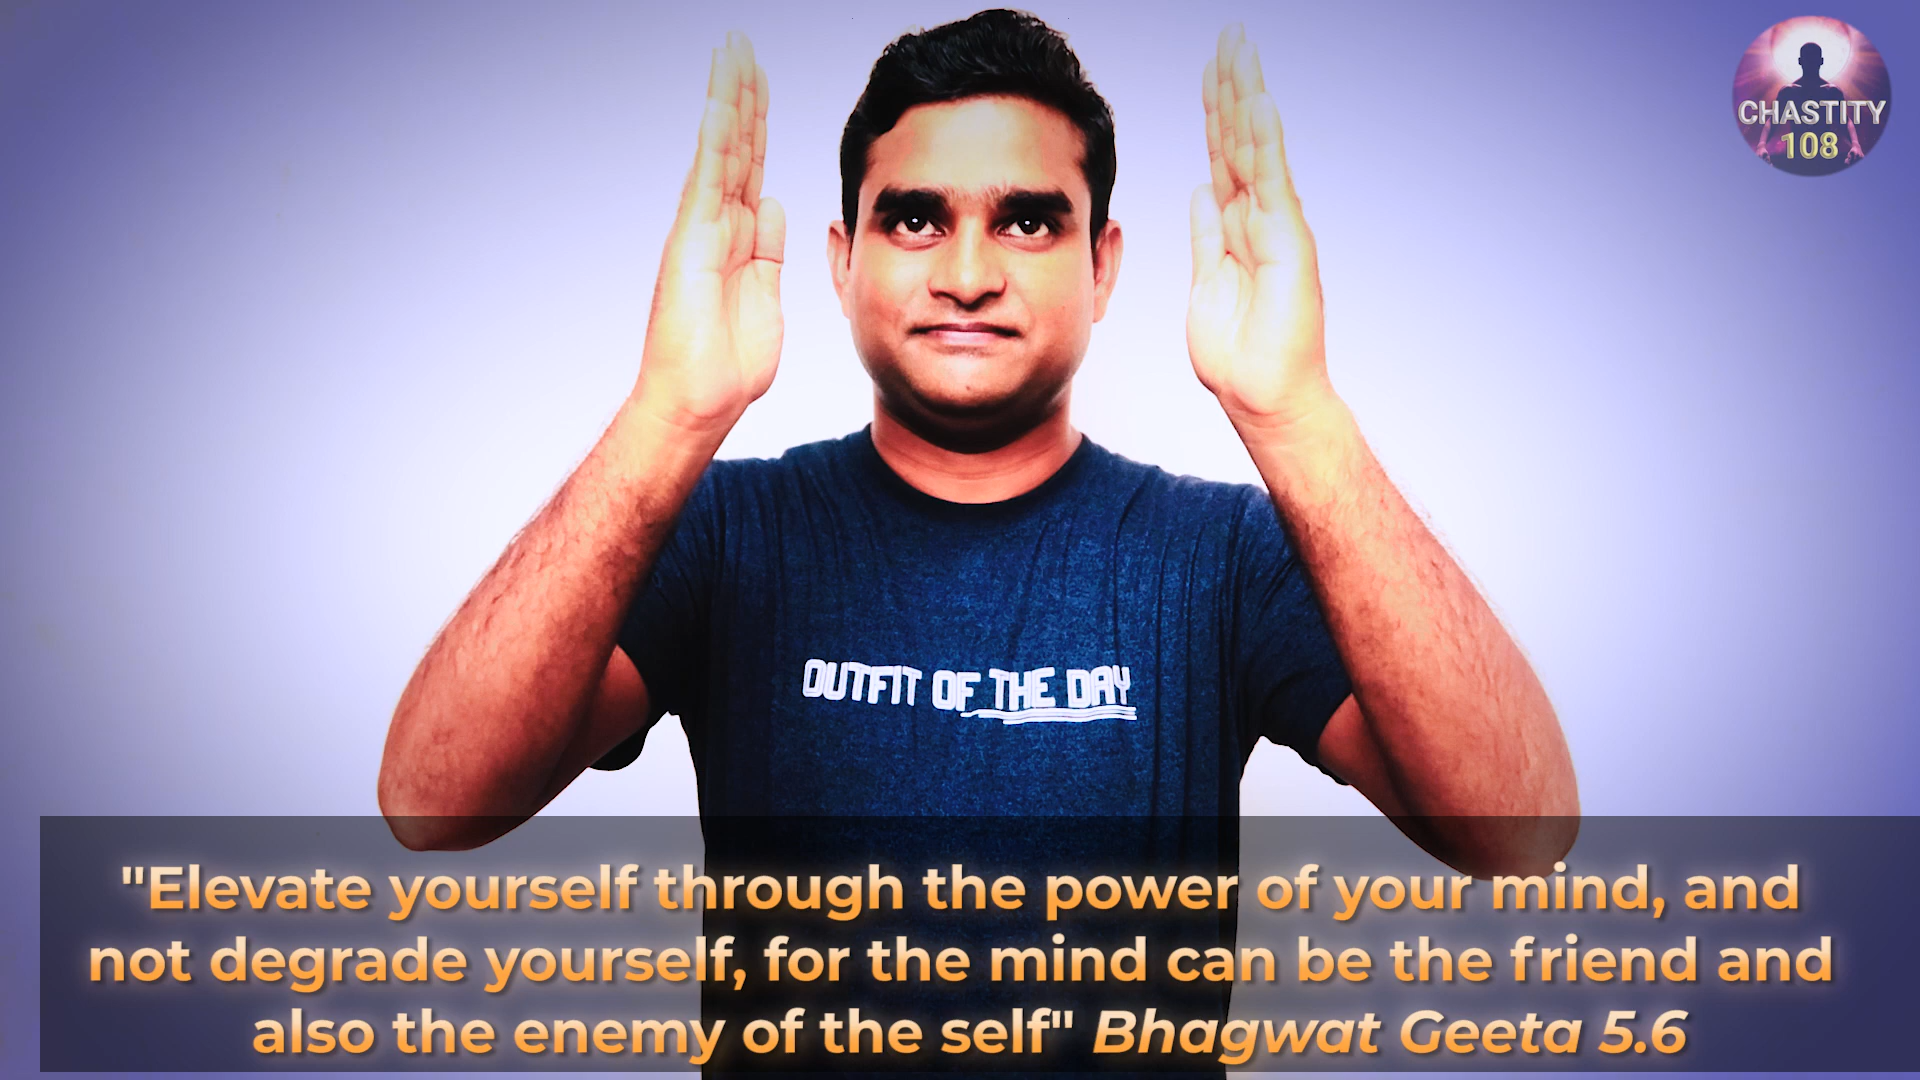 CHASTITY
108
OUTFIT OF THE DAY
"Elevate yourself through the power of your mind, and
not degrade yourself, for the mind can be the friend and
also the enemy of the self" Bhagwat Geeta 5.6